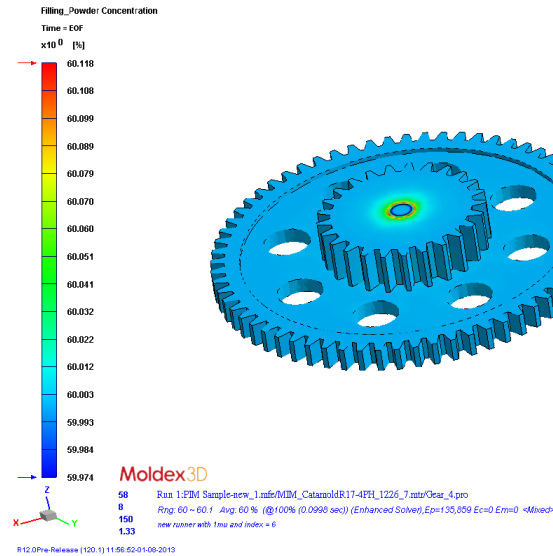 Filling_Powder Concentration
Time = EOF
x10 0 [%]
60.118
60.108
60.099
60.089
60.079
60.070
60.060
60.051
60.041
60.032
60.022
60.012
60.003
59.993
59.984
59.974
Z
X
Y
Moldex3D
58 Run 1:PIM Sample-new_1.mfe/MIM_CatamoldR17-4PH_1226_7.mtr/Gear_4.pro
8 Rng: 60 ~ 60.1 Avg: 60 % (@100% (0.0998 sec)) (Enhanced Solver),Ep=135,859 Ec=0 Em=0 <Mixed>
150 new runner with 1mu and index = 6
1.33
R12.0Pre-Release (120.1) 11:56:52-01-08-2013